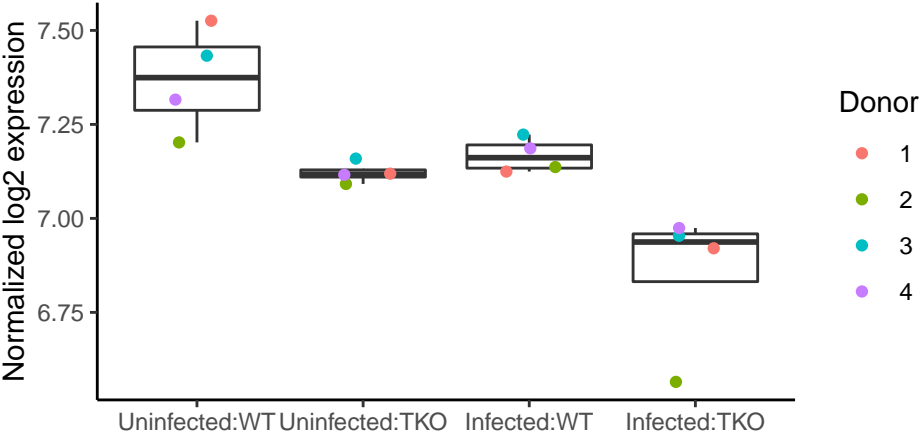 Normalized log2 expression
7.50
7.25
7.00
6.75
Uninfected:WT
Uninfected:TKO
Infected:WT
Infected:TKO
Donor
1
2
3
4